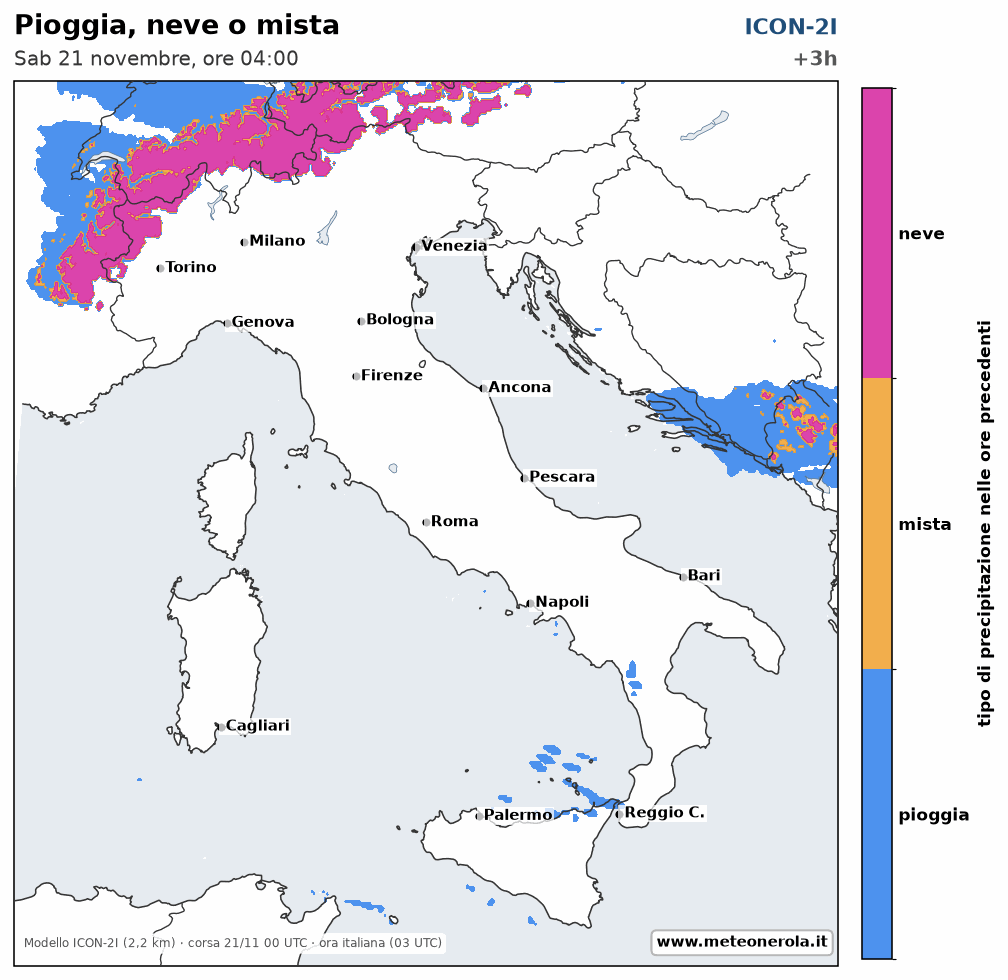 Pioggia, neve o mista
ICON-2I
Sab 21 novembre, ore 04:00
+3h
neve
Milano
Venezia
Torino
Genova
Bologna
Firenze
Ancona
Pescara
Roma
mista
Bari
Napoli
Cagliari
Palermo
Reggio C.
pioggia
tipo di precipitazione nelle ore precedenti
Modello ICON-2I (2,2 km) · corsa 21/11 00 UTC · ora italiana (03 UTC)
www.meteonerola.it